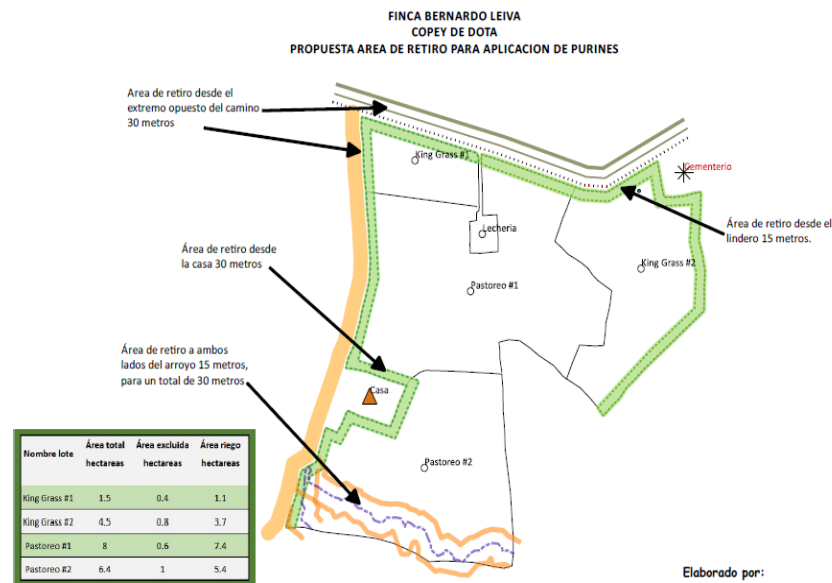 FINCA BERNARDO LEIVA
COPEY DE DOTA
PROPUESTA AREA DE RETIRO PARA APLICACION DE PURINES
Area de retiro desde el
extremo opuesto del camino
30 metros
King Grass #1
Cementerio
Lecheria
Área de retiro desde el
lindero 15 metros.
Área de retiro desde
la casa 30 metros
King Grass #2
Pastoreo #1
Área de retiro a ambos
lados del arroyo 15 metros,
para un total de 30 metros
Casa
Pastoreo #2
Nombre lote Área total hectareas Área excluida hectareas Área riego hectareas
King Grass #1 1.5 0.4 1.1
King Grass #2 4.5 0.8 3.7
Pastoreo #1 8 0.6 7.4
Pastoreo #2 6.4 1 5.4
Elaborado por: